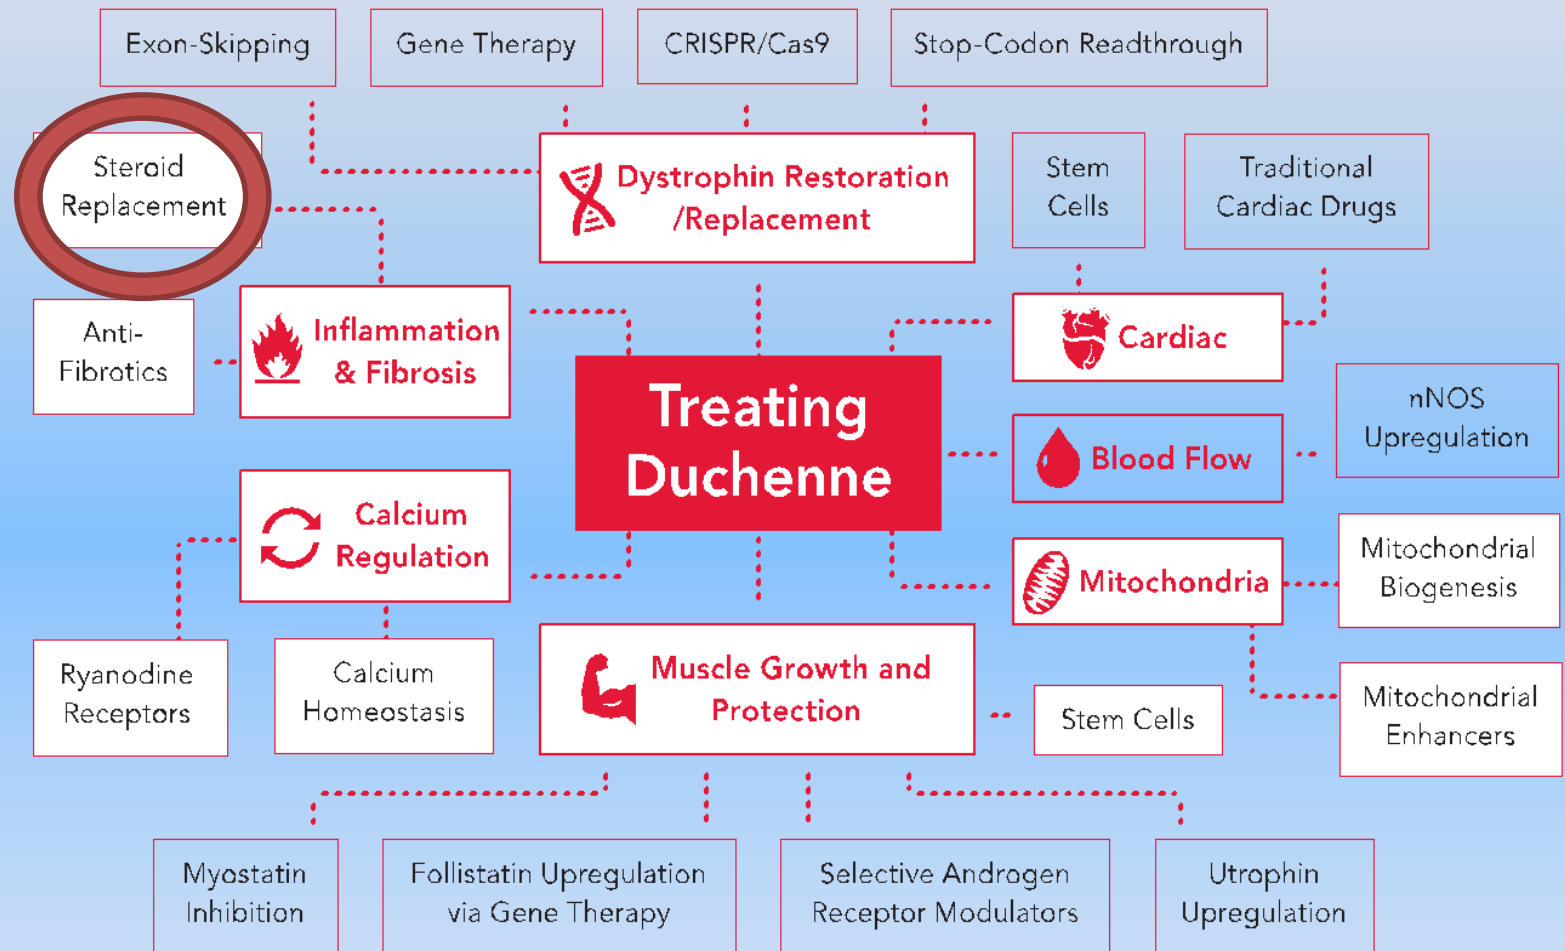 Exon-Skipping
Gene Therapy
CRISPR/Cas9
Stop-Codon Readthrough
Steroid
Replacement
Dystrophin Restoration
/Replacement
Stem
Cells
Traditional
Cardiac Drugs
Anti-
Fibrotics
Inflammation
& Fibrosis
Cardiac
Treating
Duchenne
nNOS
Upregulation
Blood Flow
Calcium
Regulation
Mitochondria
Mitochondrial
Biogenesis
Ryanodine
Receptors
Calcium
Homeostasis
Muscle Growth and
Protection
Stem Cells
Mitochondrial
Enhancers
Myostatin
Inhibition
Follistatin Upregulation
via Gene Therapy
Selective Androgen
Receptor Modulators
Utrophin
Upregulation